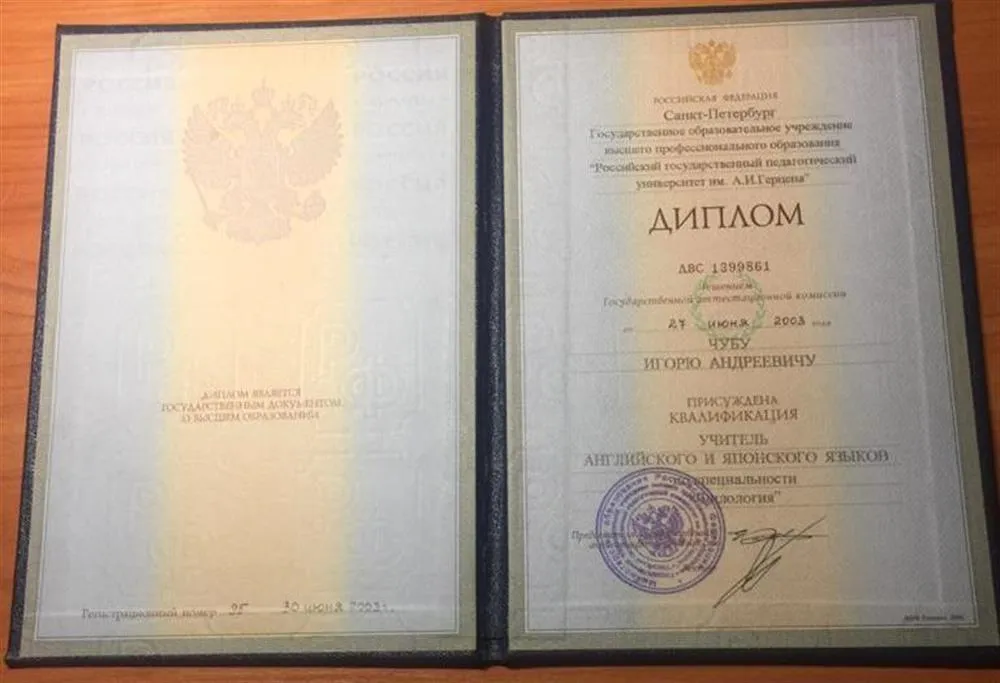 ДИПЛОМ ЯВЛЯЕТСЯ
ГОСУДАРСТВЕННЫМ ДОКУМЕНТОМ
О ВЫСШЕМ ОБРАЗОВАНИИ
Регистрационный номер 95 30 июня 2003 г.
РОССИЙСКАЯ ФЕДЕРАЦИЯ
Санкт-Петербург
Государственное образовательное учреждение
высшего профессионального образования
"Российский государственный педагогический
университет им. А.И.Герцена"
ДИПЛОМ
АВС 1399861
Решением
Государственной аттестационной комиссии
от 27 июня 2003 года
ЧУБУ
ИГОРЮ АНДРЕЕВИЧУ
ПРИСУЖДЕНА
КВАЛИФИКАЦИЯ
УЧИТЕЛЬ
АНГЛИЙСКОГО И ЯПОНСКОГО ЯЗЫКОВ
специальности
"Филология"